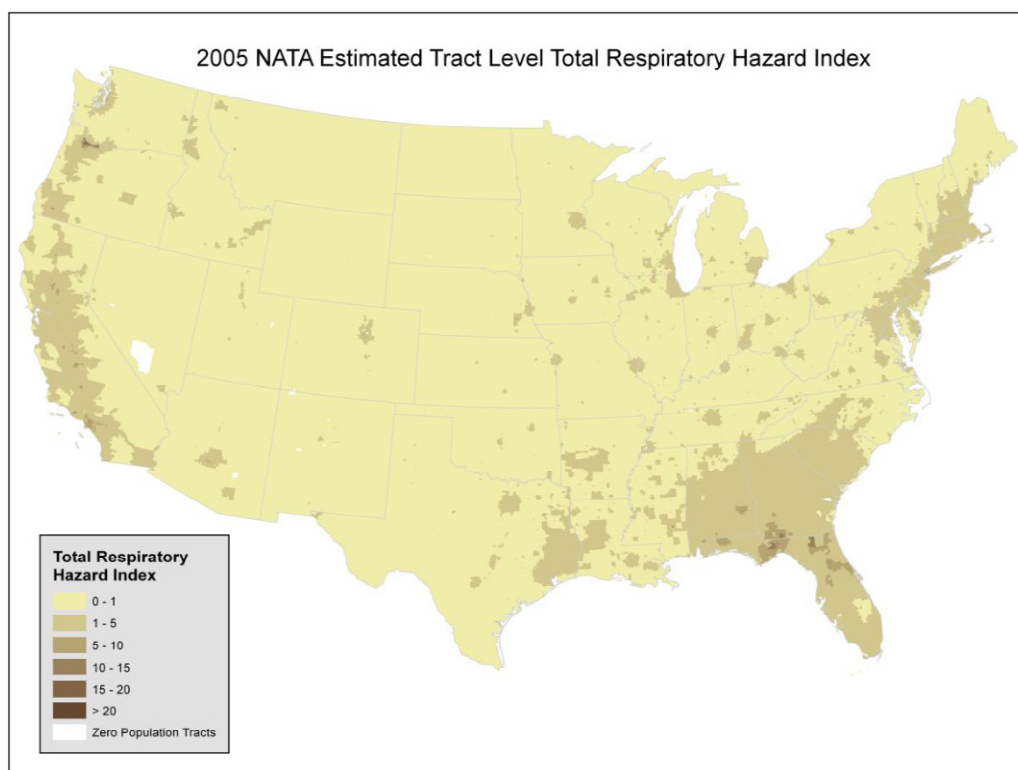 2005 NATA Estimated Tract Level Total Respiratory Hazard Index
Total Respiratory
Hazard Index
0 - 1
1 - 5
5 - 10
10 - 15
15 - 20
> 20
Zero Population Tracts